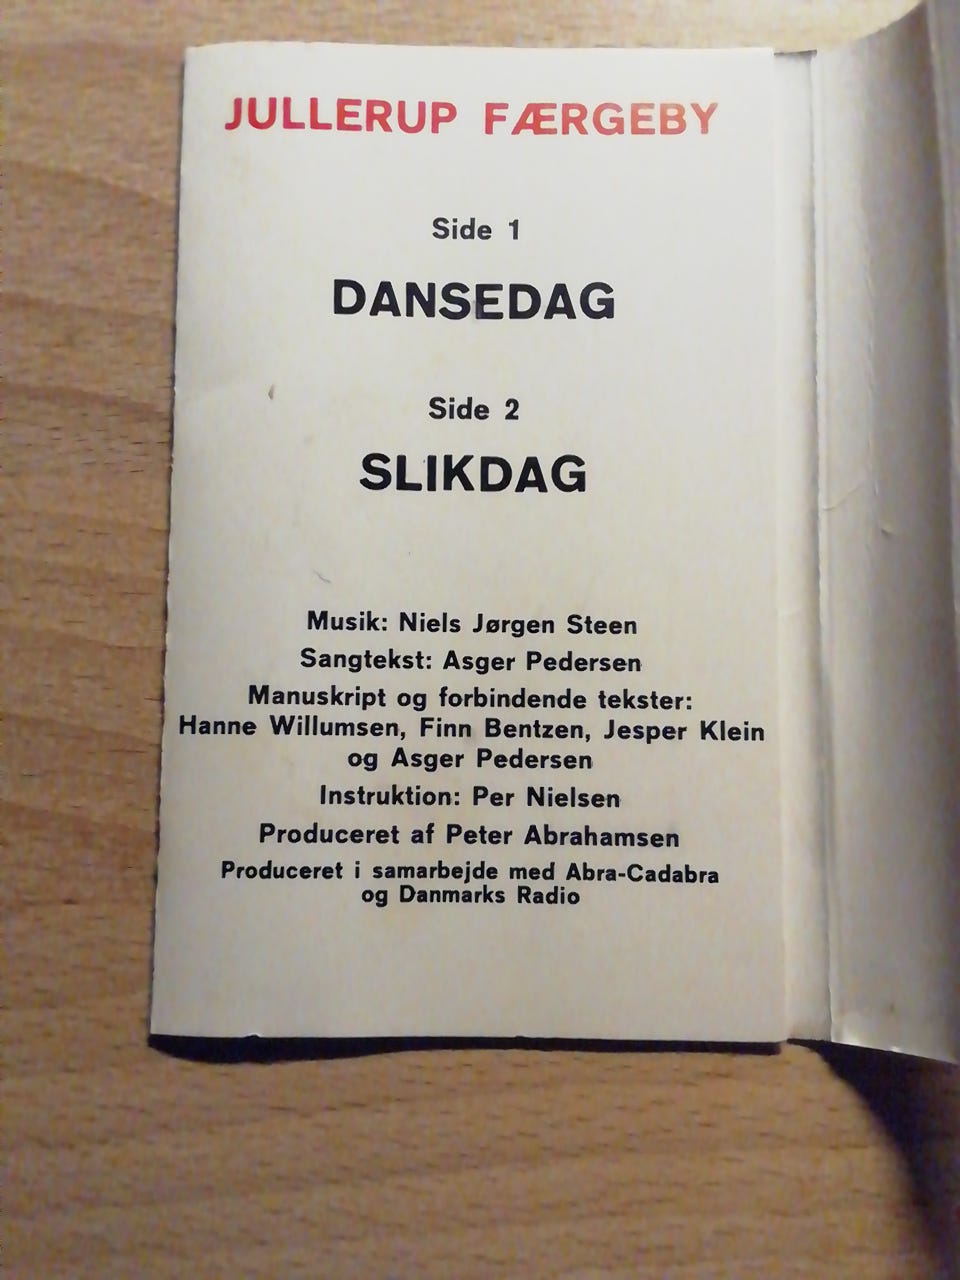 JULLERUP FÆRGEBY
Side 1
DANSEDAG
Side 2
SLIKDAG
Musik: Niels Jørgen Steen
Sangtekst: Asger Pedersen
Manuskript og forbindende tekster:
Hanne Willumsen, Finn Bentzen, Jesper Klein
og Asger Pedersen
Instruktion: Per Nielsen
Produceret af Peter Abrahamsen
Produceret i samarbejde med Abra-Cadabra
og Danmarks Radio